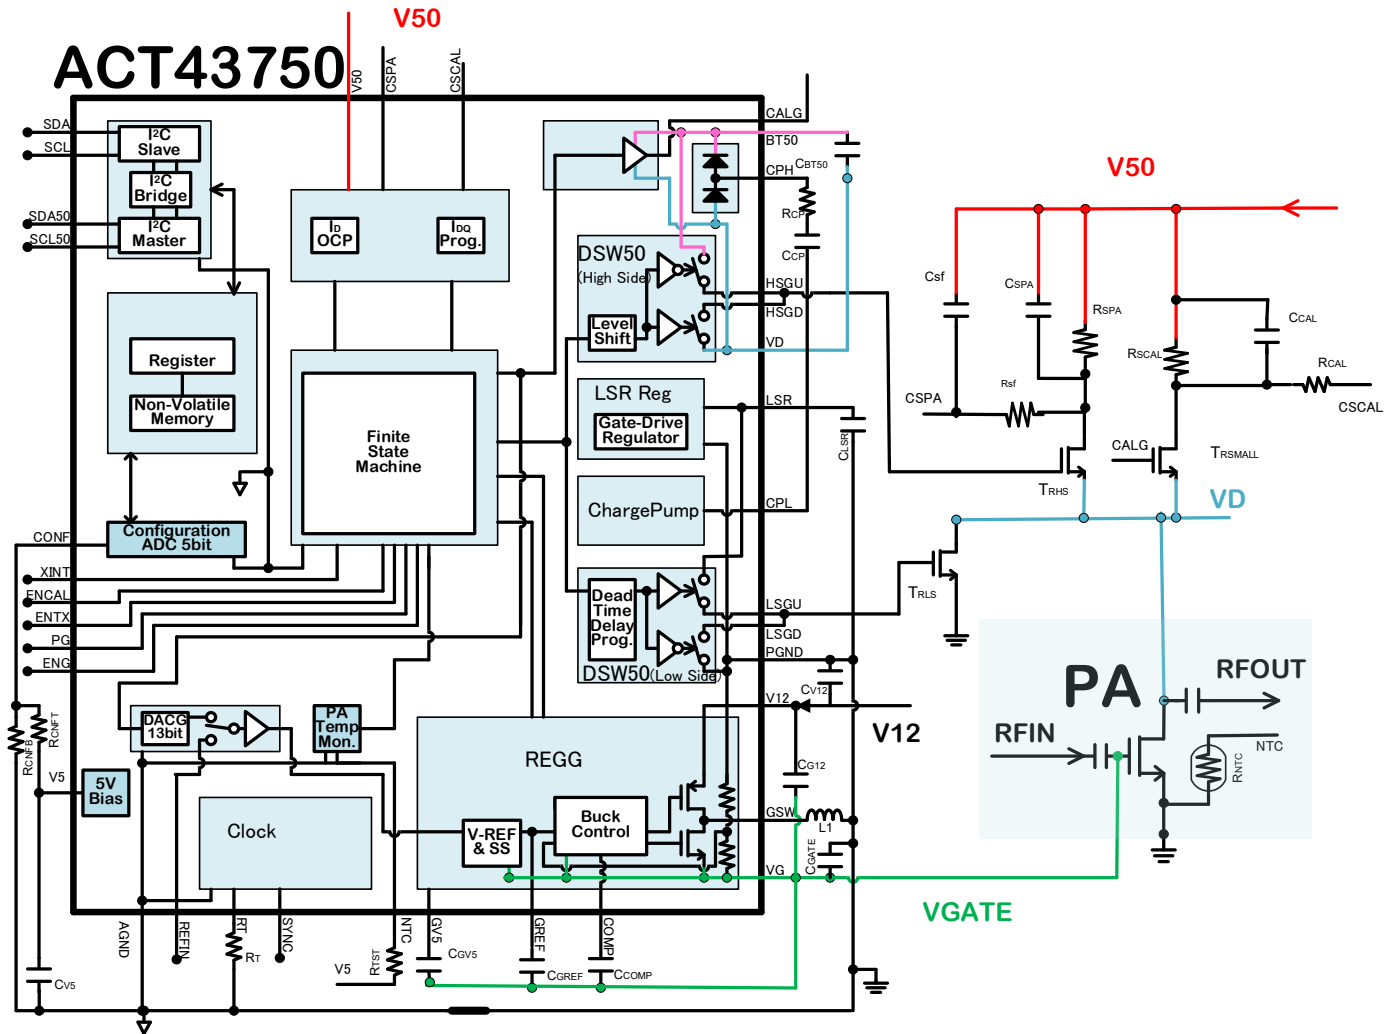 V50
ACT43750
V50
CSPA
CSCAL
SDA
SCL
SDA50
SCL50
I²C
Slave
I²C
Bridge
I²C
Master
ID
OCP
IDQ
Prog.
CALG
BT50
CBT50
CPH
RCP
CCP
DSW50
(High Side)
Level
Shift
HSGU
HSGD
VD
V50
Csf
CSPA
RSPA
RSCAL
CCAL
RCAL
CSCAL
CSPA
Rsf
CALG
TRSMALL
TRHS
VD
Register
Non-Volatile
Memory
Finite
State
Machine
LSR Reg
Gate-Drive
Regulator
LSR
CLSR
ChargePump
CPL
CONF
Configuration
ADC 5bit
XINT
ENCAL
ENTX
PG
ENG
Dead
Time
Delay
Prog.
DSW50(Low Side)
LSGU
LSGD
PGND
TRLS
CV12
V12
V12
RCNFB
RCNFT
DACG
13bit
PA
Temp
Mon.
REGG
V5
5V
Bias
Clock
V-REF
& SS
Buck
Control
CG12
GSW
L1
CGATE
VG
PA
RFOUT
RFIN
NTC
RNTC
VGATE
AGND
REFIN
RT
SYNC
NTC
GV5
GREF
COMP
CV5
RT
V5
RTST
CGV5
CGREF
CCOMP